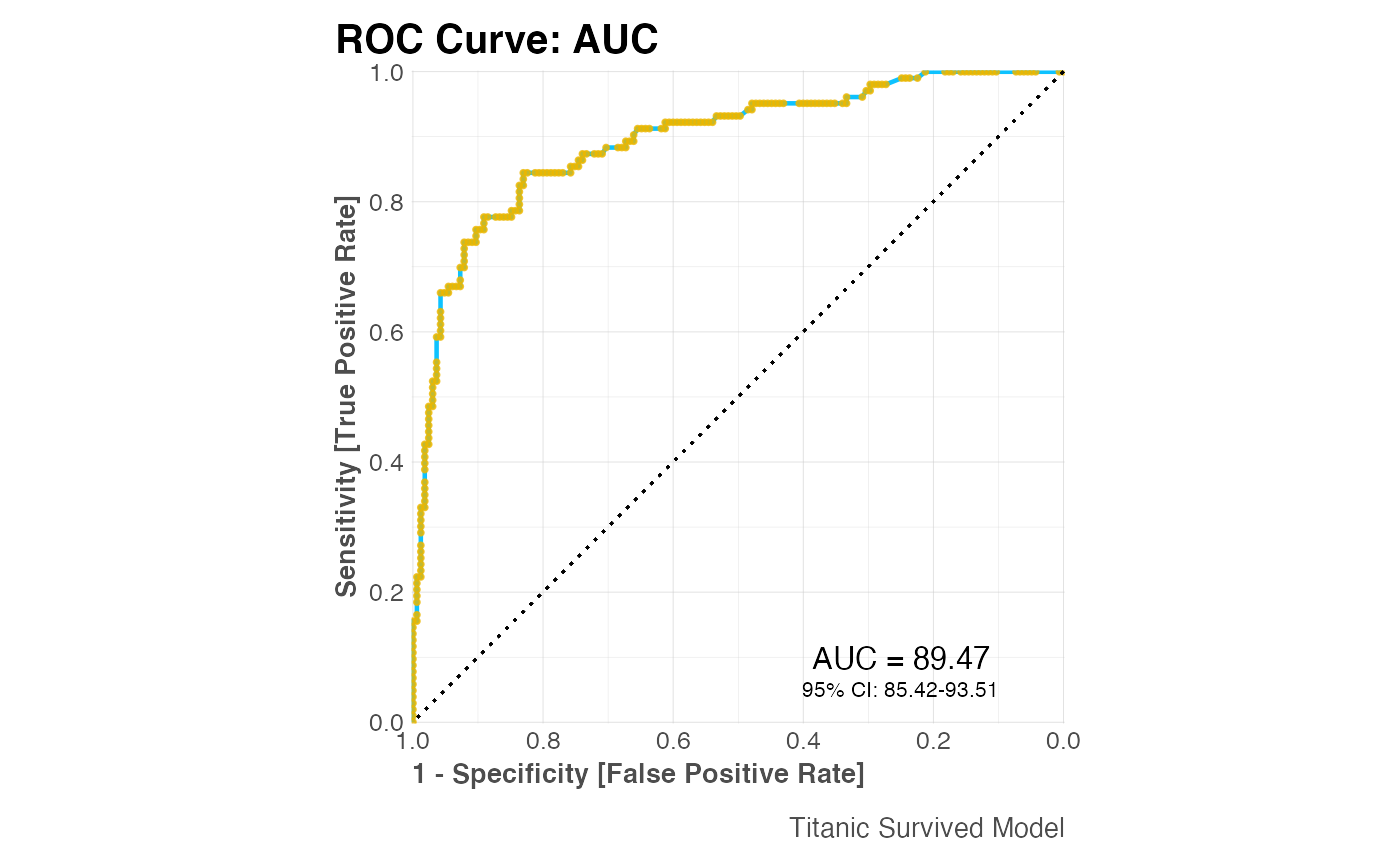 ROC Curve: AUC
Sensitivity [True Positive Rate]
1.0
0.8
0.6
0.4
0.2
0.0
AUC = 89.47
95% CI: 85.42-93.51
1.0 0.8 0.6 0.4 0.2 0.0
1 - Specificity [False Positive Rate]
Titanic Survived Model